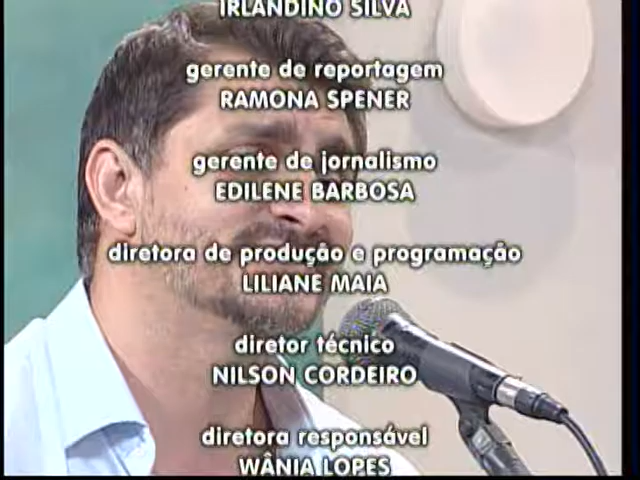 IRLANDINO SILVA
gerente de reportagem
RAMONA SPENER
gerente de jornalismo
EDILENE BARBOSA
diretora de produção e programação
LILIANE MAIA
diretor técnico
NILSON CORDEIRO
diretora responsável
WÂNIA LOPES